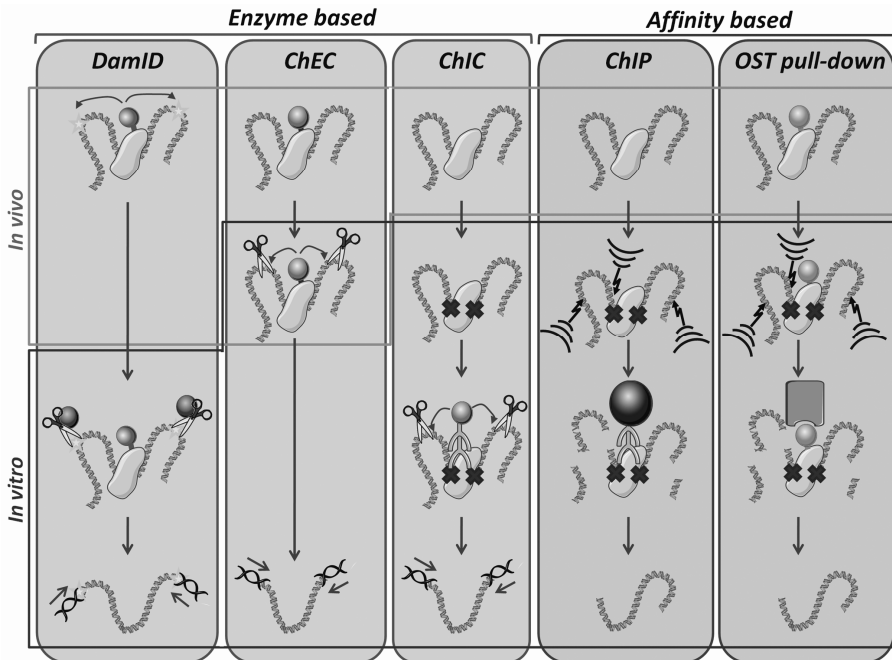 Enzyme based
Affinity based
DamID
ChEC
ChIC
ChIP
OST pull-down
In vivo
In vitro